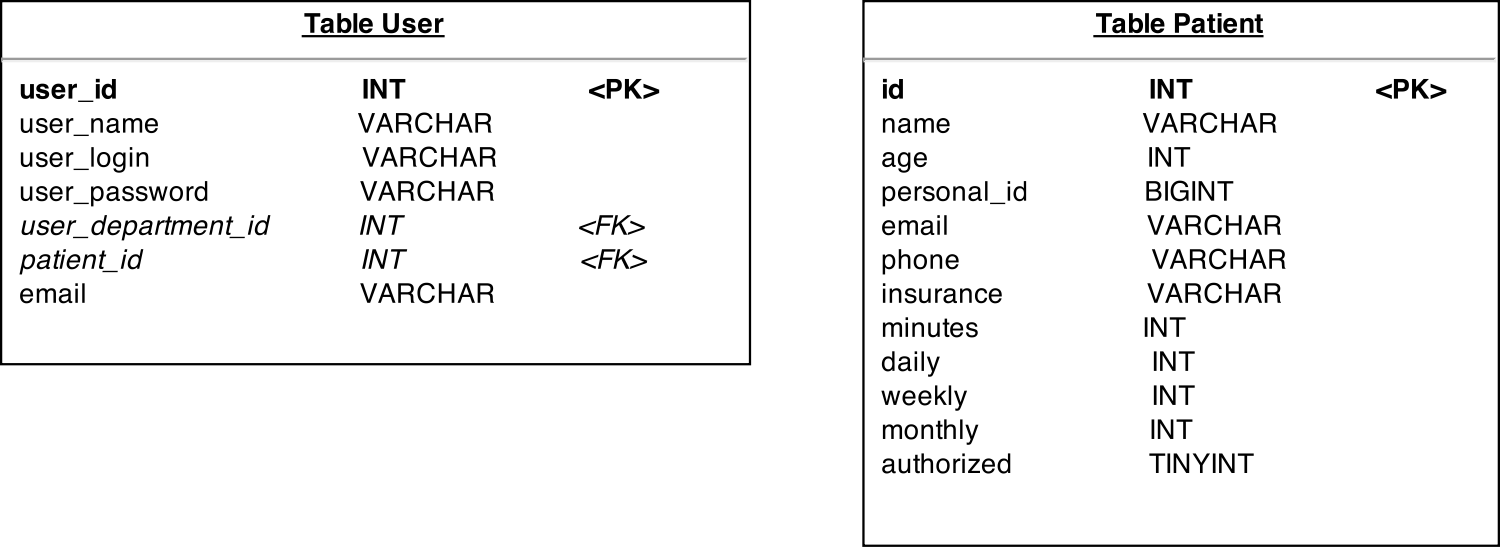 Table User
user_id INT <PK>
user_name VARCHAR
user_login VARCHAR
user_password VARCHAR
user_department_id INT <FK>
patient_id INT <FK>
email VARCHAR
Table Patient
id INT <PK>
name VARCHAR
age INT
personal_id BIGINT
email VARCHAR
phone VARCHAR
insurance VARCHAR
minutes INT
daily INT
weekly INT
monthly INT
authorized TINYINT